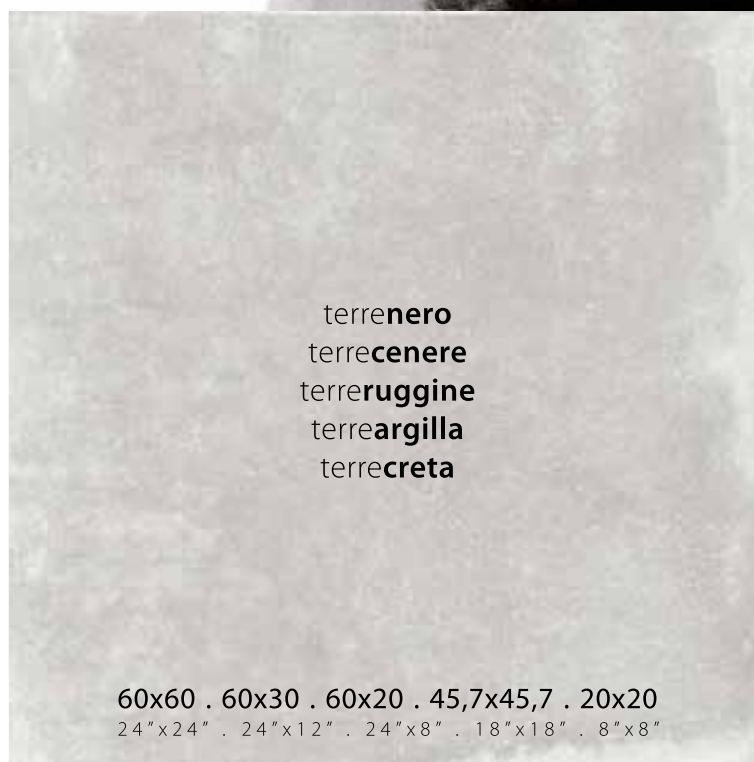 terrenero
terrecenere
terreruggine
terreargilla
terrecreta
60x60 . 60x30 . 60x20 . 45,7x45,7 . 20x20
24”x24” . 24”x12” . 24”x8” . 18”x18” . 8”x8”